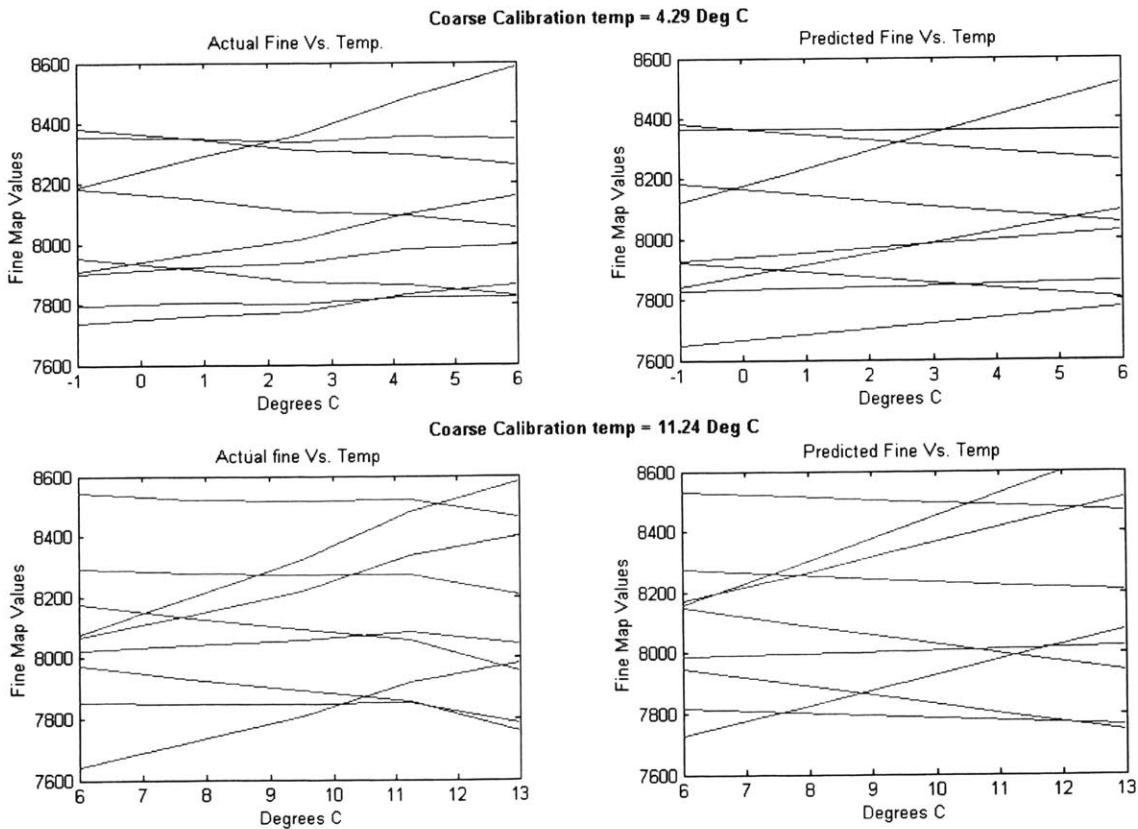 Coarse Calibration temp = 4.29 Deg C
Actual Fine Vs. Temp.
Fine Map Values
8600
8400
8200
8000
7800
7600
-1 0 1 2 3 4 5 6
Degrees C
Predicted Fine Vs. Temp
Fine Map Values
8600
8400
8200
8000
7800
7600
-1 0 1 2 3 4 5 6
Degrees C
Coarse Calibration temp = 11.24 Deg C
Actual fine Vs. Temp
Fine Map Values
8600
8400
8200
8000
7800
7600
6 7 8 9 10 11 12 13
Degrees C
Predicted Fine Vs. Temp
Fine Map Values
8600
8400
8200
8000
7800
7600
6 7 8 9 10 11 12 13
Degrees C